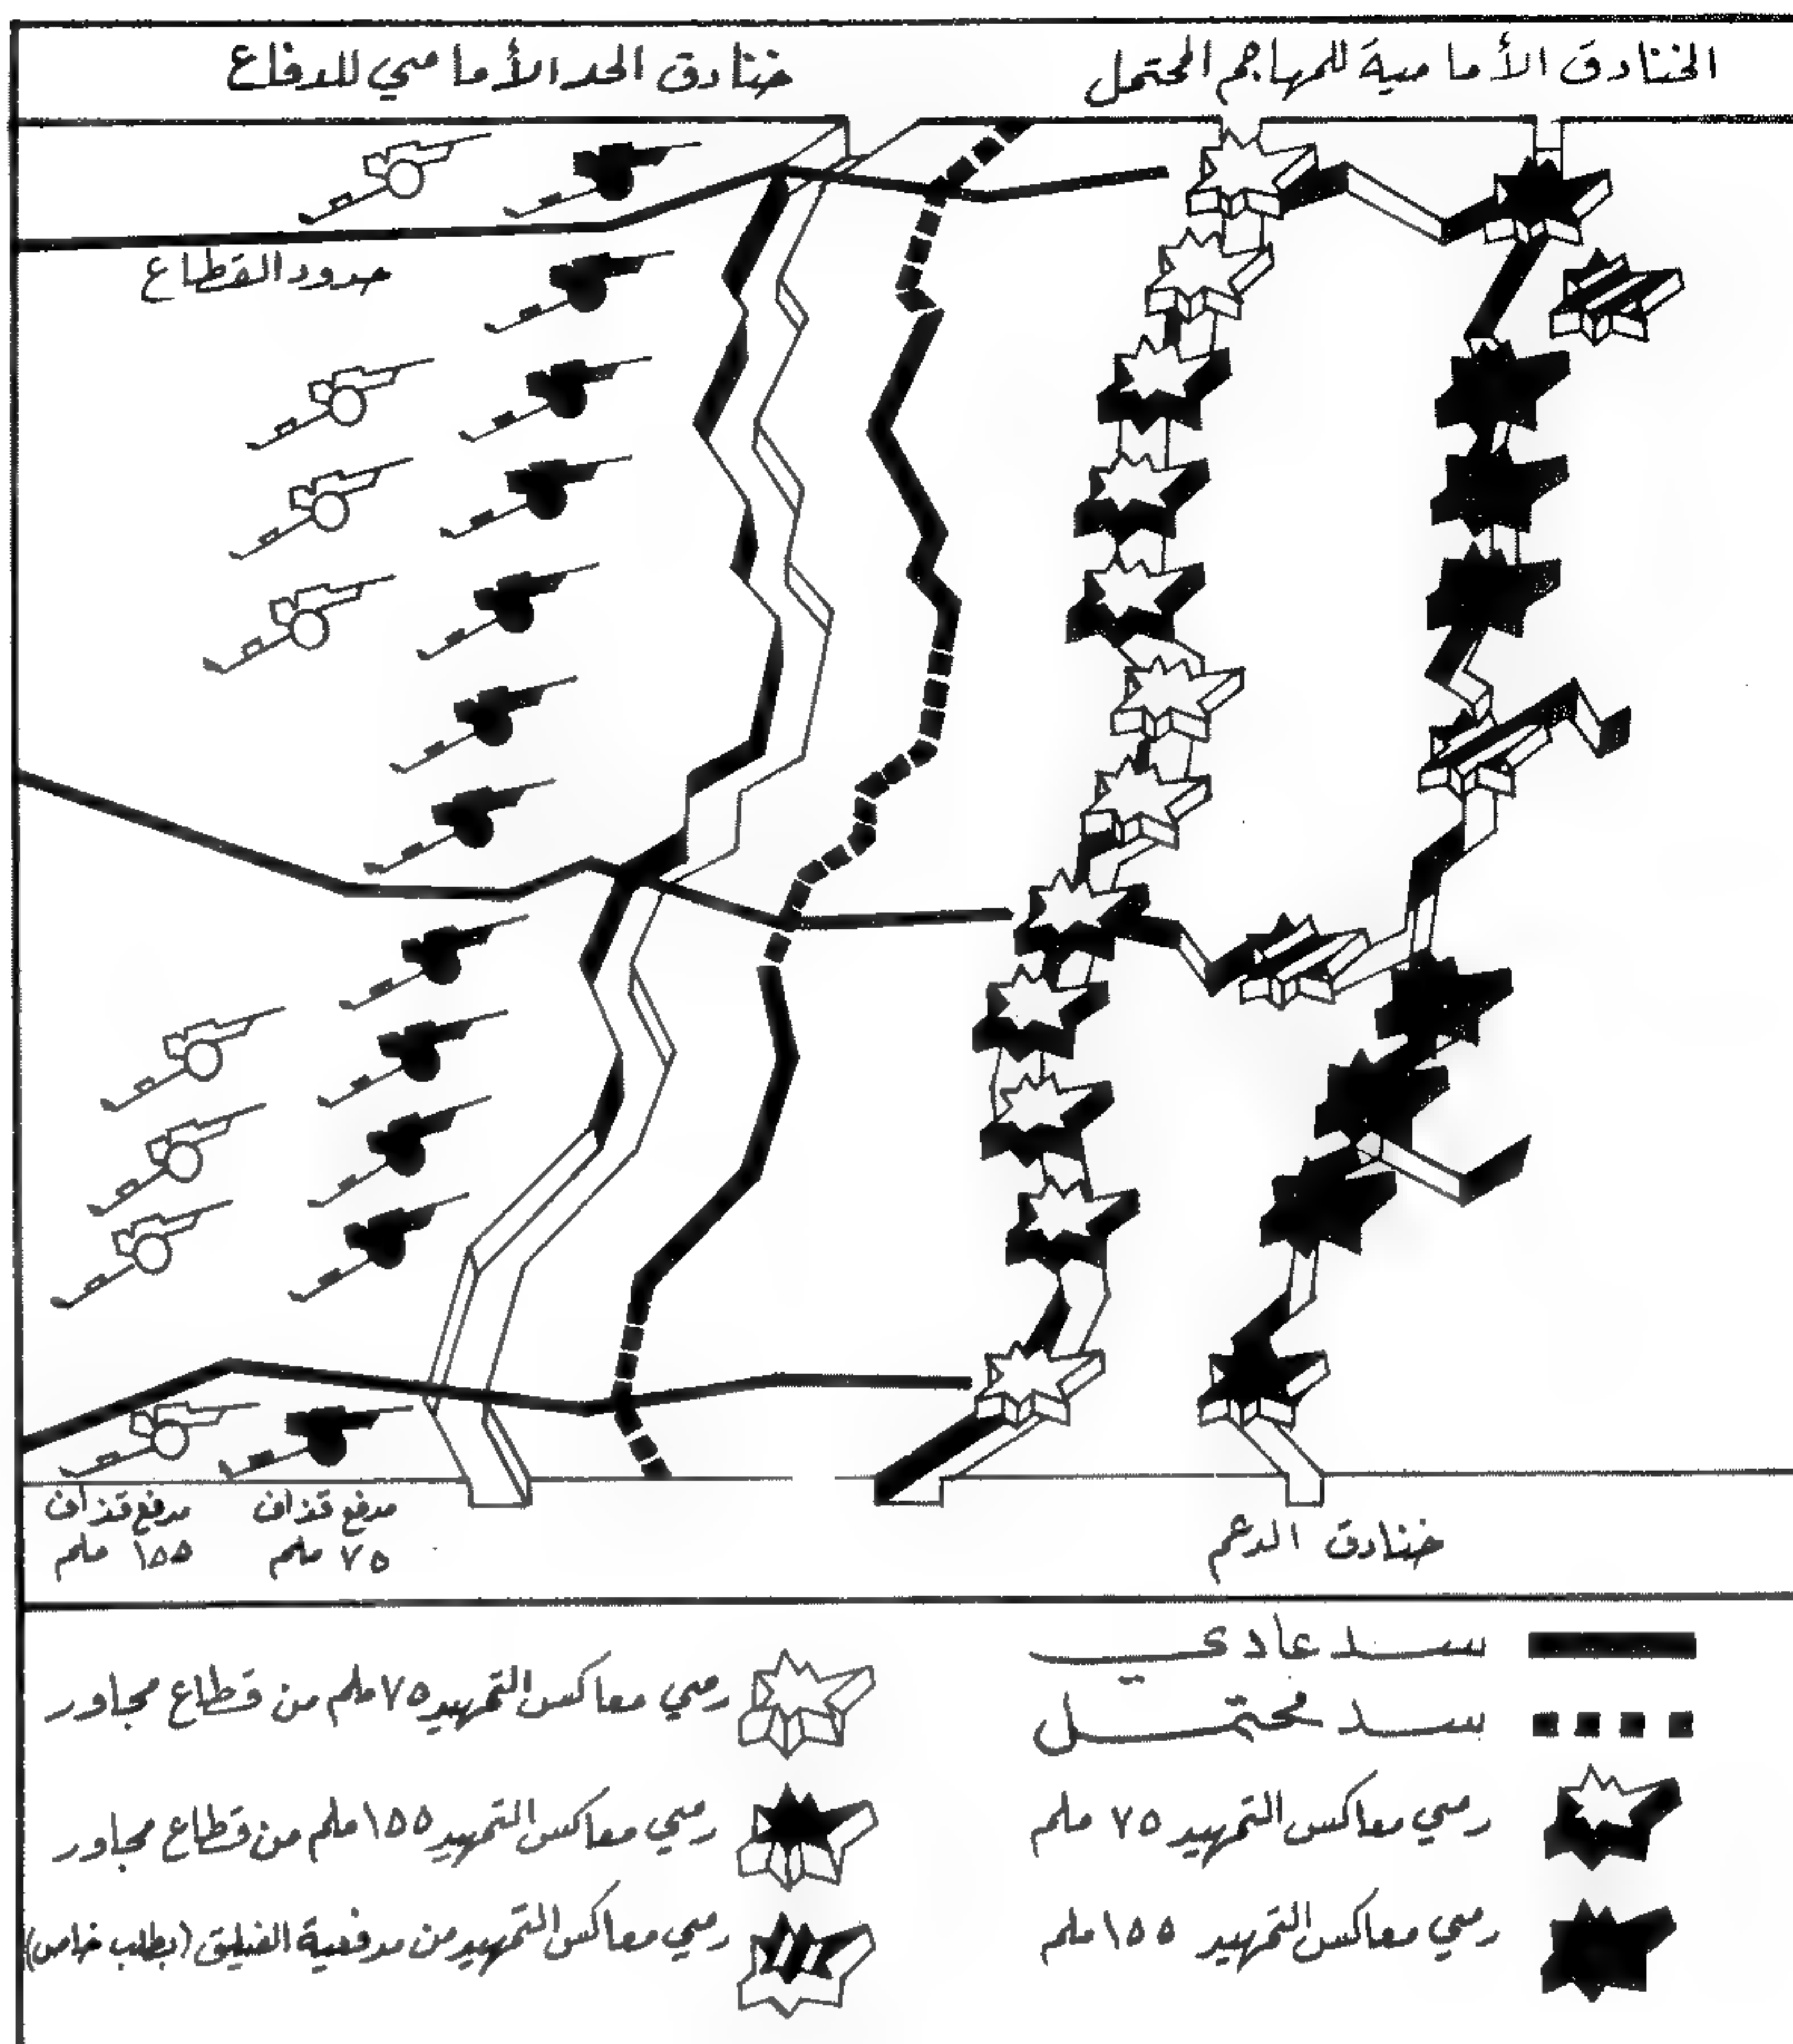 الخنادق الأمامية للمهاجم المحتمل
خنادق الحد الأمامي للدفاع
حدود القطاع
مدفع قذاف
٧٥ ملم
مدفع قذاف
١٥٥ ملم
خنادق الدعم
سد عادي
سد محتمل
رمي معاكس التمهيد ٧٥ ملم
رمي معاكس التمهيد ١٥٥ ملم
رمي معاكس التمهيد ٧٥ ملم من قطاع مجاور
رمي معاكس التمهيد ١٥٥ ملم من قطاع مجاور
رمي معاكس التمهيد من مدفعية الفيلق (بطلب خاص)